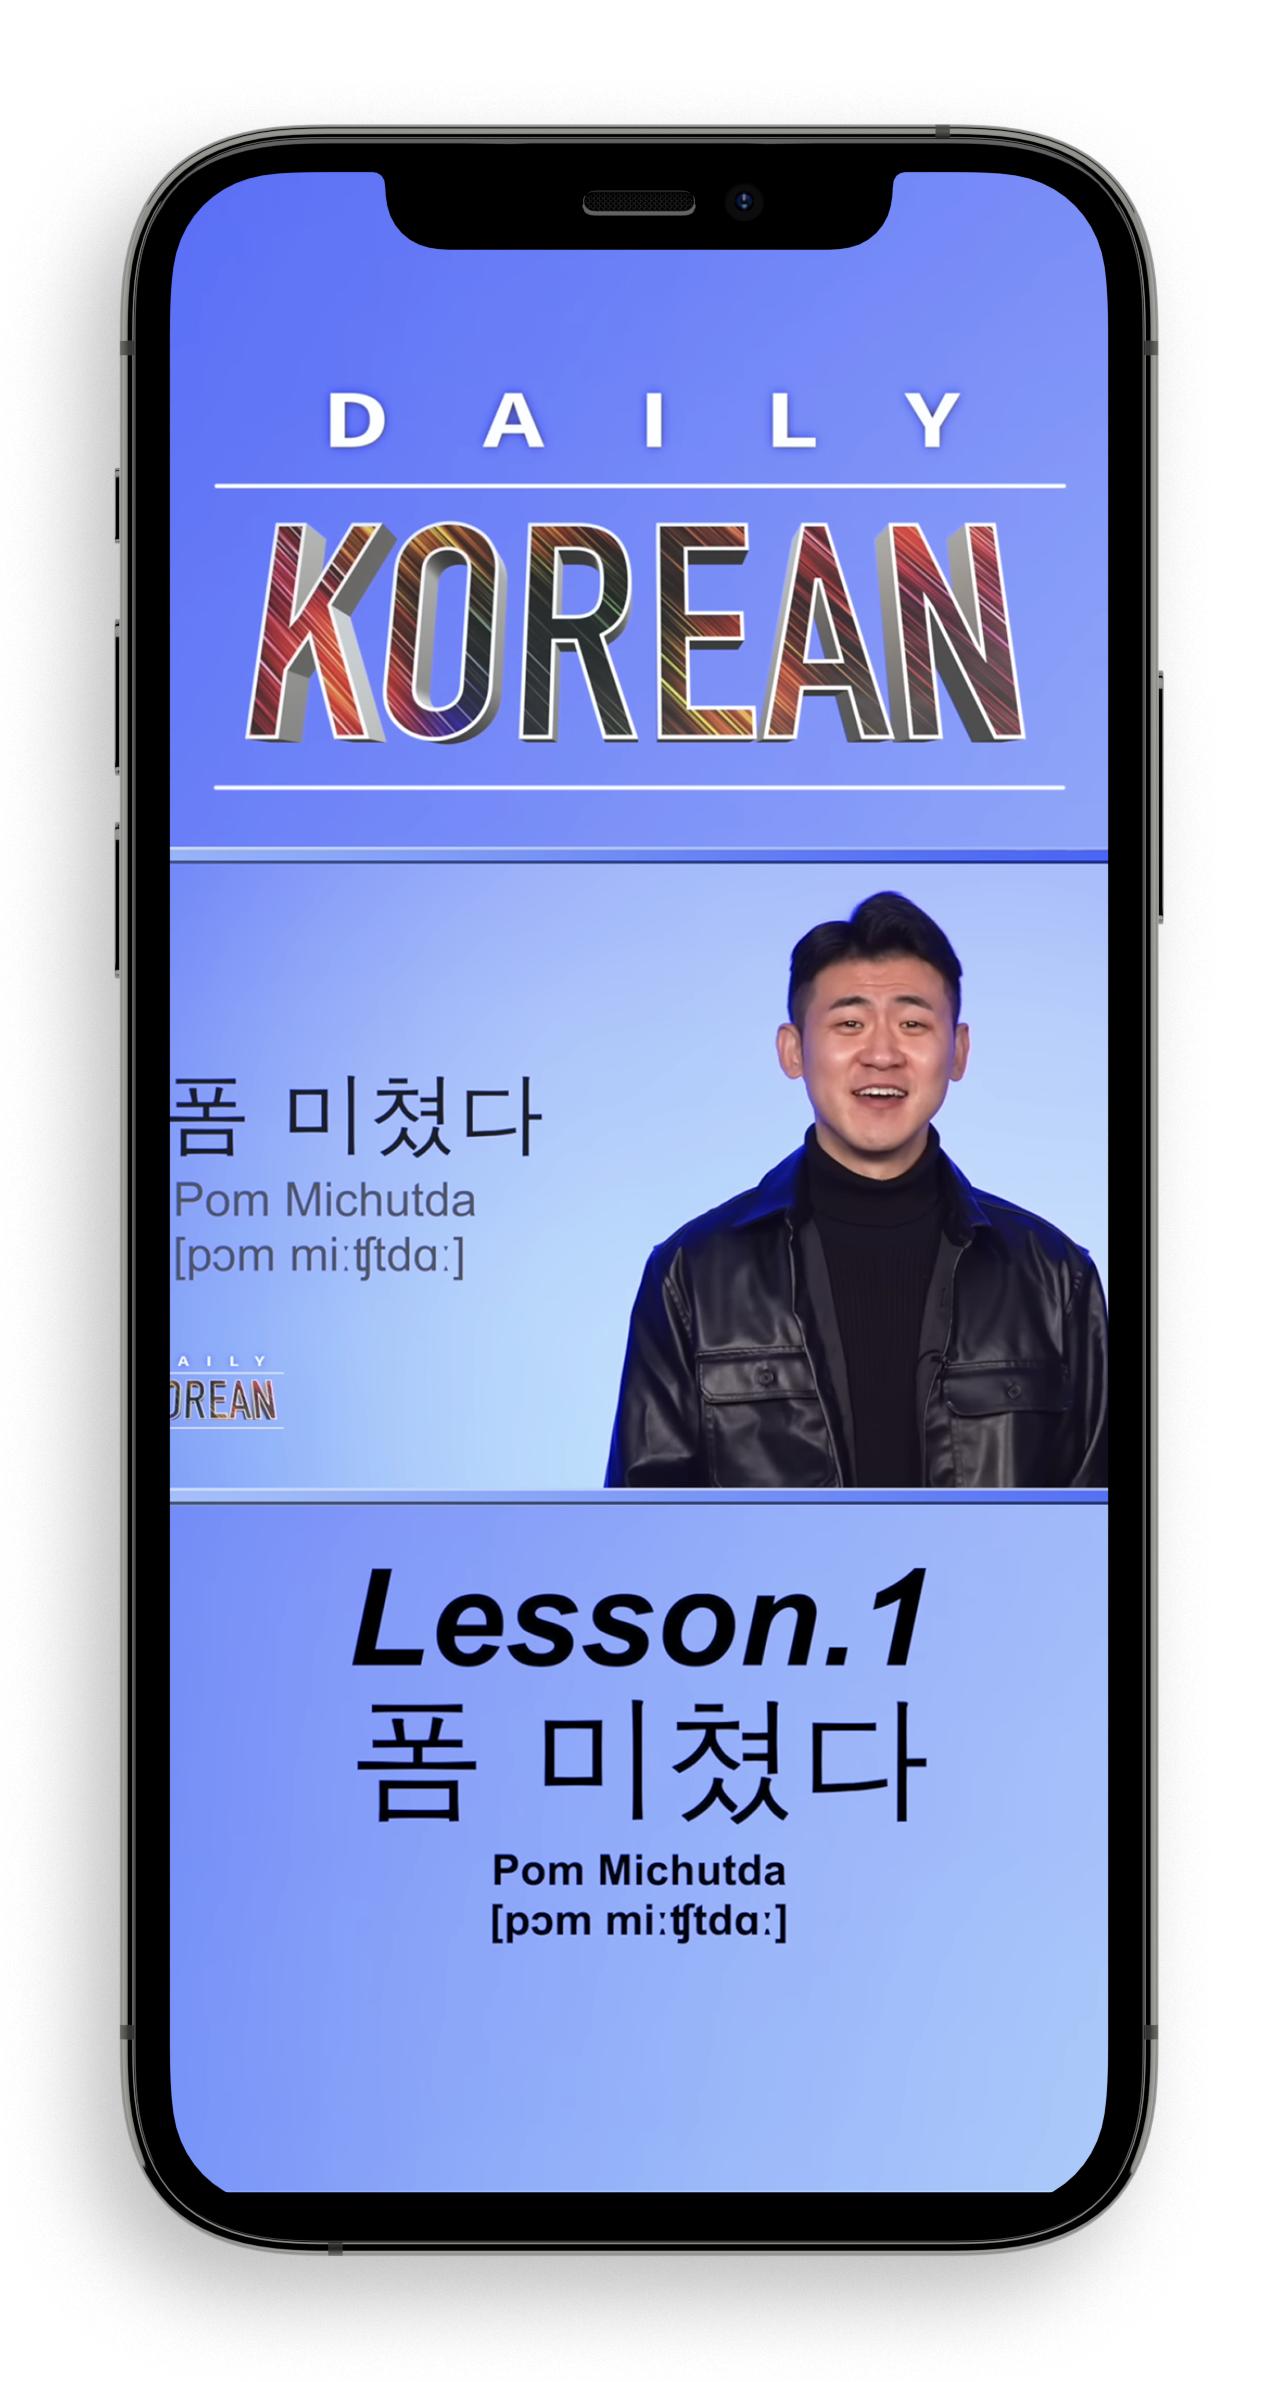 DAILY
KOREAN
폼 미쳤다
Pom Michutda
[pɔm miːʧtdɑː]
AILY
OREAN
Lesson.1
폼 미쳤다
Pom Michutda
[pɔm miːʧtdɑː]